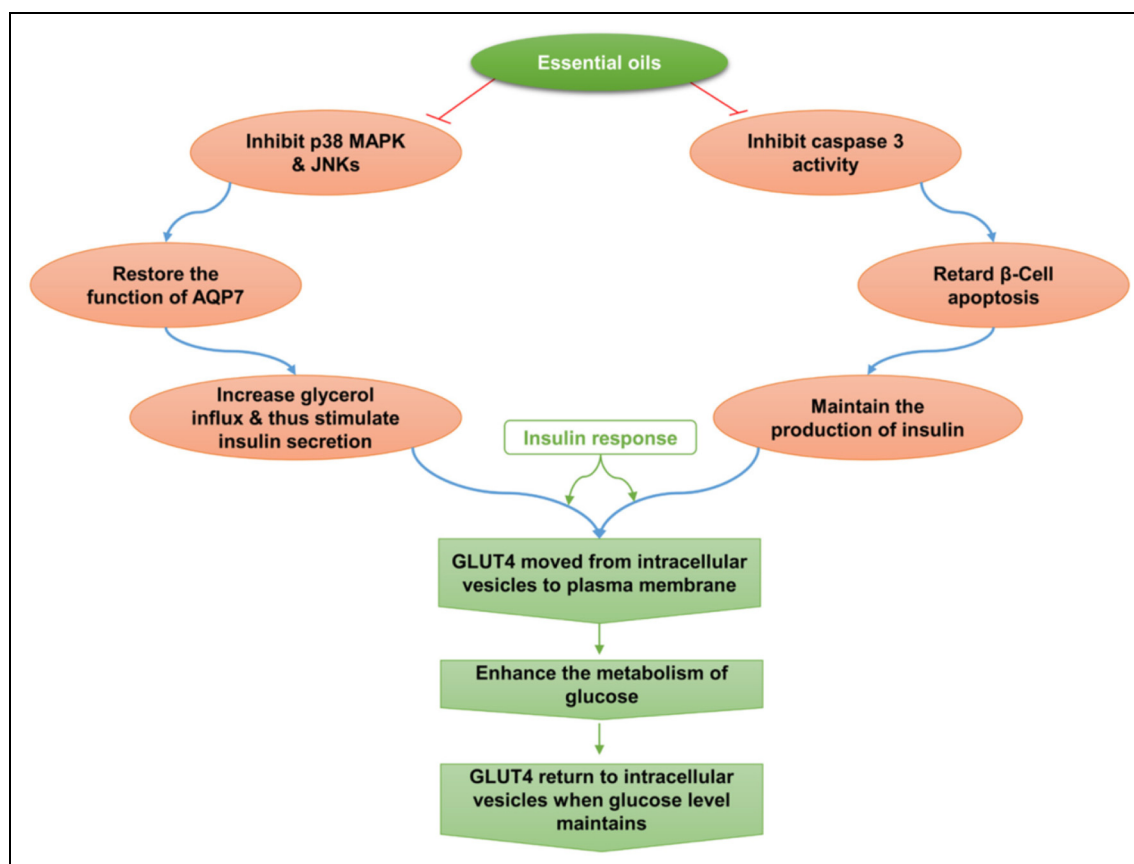 Essential oils
Inhibit p38 MAPK
& JNKs
Inhibit caspase 3
activity
Restore the
function of AQP7
Retard β-Cell
apoptosis
Increase glycerol
influx & thus stimulate
insulin secretion
Maintain the
production of insulin
Insulin response
GLUT4 moved from intracellular
vesicles to plasma membrane
Enhance the metabolism of
glucose
GLUT4 return to intracellular
vesicles when glucose level
maintains